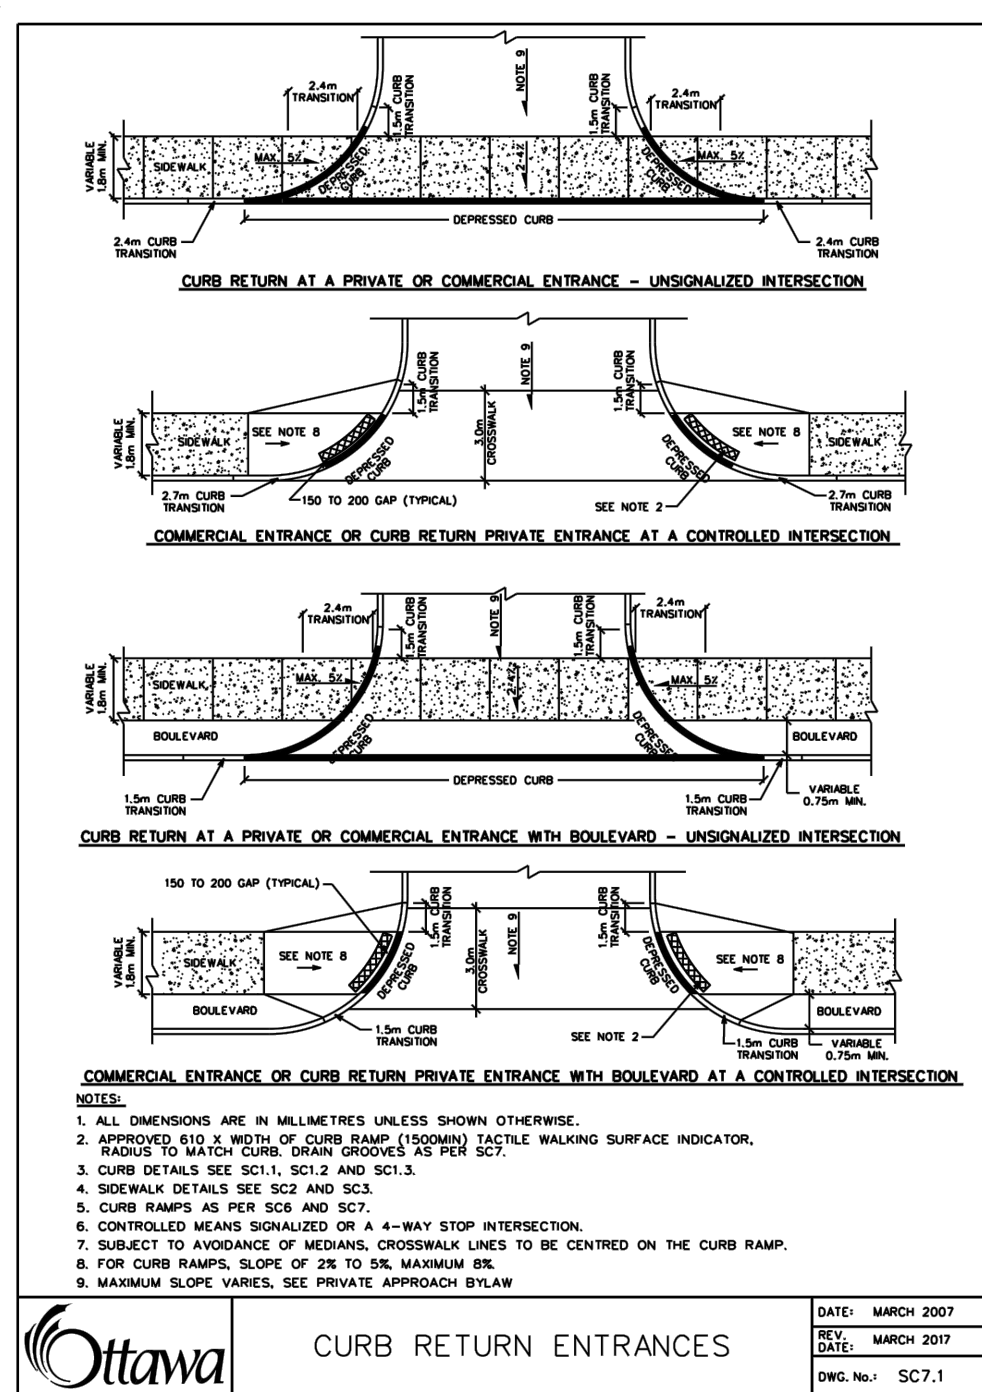 2.4m
TRANSITION
1.5m CURB
TRANSITION
NOTE 9
1.5m CURB
TRANSITION
2.4m
TRANSITION
VARIABLE
1.8m MIN.
SIDEWALK
MAX. 5%
DEPRESSED
CURB
2-4%
DEPRESSED
CURB
MAX. 5%
DEPRESSED CURB
2.4m CURB
TRANSITION
2.4m CURB
TRANSITION
CURB RETURN AT A PRIVATE OR COMMERCIAL ENTRANCE - UNSIGNALIZED INTERSECTION
1.5m CURB
TRANSITION
NOTE 9
1.5m CURB
TRANSITION
VARIABLE
1.8m MIN.
SIDEWALK
SEE NOTE 8
DEPRESSED
CURB
3.0m
CROSSWALK
DEPRESSED
CURB
SEE NOTE 8
SIDEWALK
2.7m CURB
TRANSITION
150 TO 200 GAP (TYPICAL)
SEE NOTE 2
2.7m CURB
TRANSITION
COMMERCIAL ENTRANCE OR CURB RETURN PRIVATE ENTRANCE AT A CONTROLLED INTERSECTION
2.4m
TRANSITION
1.5m CURB
TRANSITION
NOTE 9
1.5m CURB
TRANSITION
2.4m
TRANSITION
VARIABLE
1.8m MIN.
SIDEWALK
MAX. 5%
2-4%
MAX. 5%
BOULEVARD
DEPRESSED
CURB
DEPRESSED
CURB
BOULEVARD
DEPRESSED CURB
1.5m CURB
TRANSITION
1.5m CURB
TRANSITION
VARIABLE
0.75m MIN.
CURB RETURN AT A PRIVATE OR COMMERCIAL ENTRANCE WITH BOULEVARD - UNSIGNALIZED INTERSECTION
150 TO 200 GAP (TYPICAL)
1.5m CURB
TRANSITION
NOTE 9
1.5m CURB
TRANSITION
VARIABLE
1.8m MIN.
SIDEWALK
SEE NOTE 8
DEPRESSED
CURB
3.0m
CROSSWALK
DEPRESSED
CURB
SEE NOTE 8
BOULEVARD
BOULEVARD
1.5m CURB
TRANSITION
SEE NOTE 2
1.5m CURB
TRANSITION
VARIABLE
0.75m MIN.
COMMERCIAL ENTRANCE OR CURB RETURN PRIVATE ENTRANCE WITH BOULEVARD AT A CONTROLLED INTERSECTION
NOTES:
1. ALL DIMENSIONS ARE IN MILLIMETRES UNLESS SHOWN OTHERWISE.
2. APPROVED 610 X WIDTH OF CURB RAMP (1500MIN) TACTILE WALKING SURFACE INDICATOR,
RADIUS TO MATCH CURB. DRAIN GROOVES AS PER SC7.
3. CURB DETAILS SEE SC1.1, SC1.2 AND SC1.3.
4. SIDEWALK DETAILS SEE SC2 AND SC3.
5. CURB RAMPS AS PER SC6 AND SC7.
6. CONTROLLED MEANS SIGNALIZED OR A 4-WAY STOP INTERSECTION.
7. SUBJECT TO AVOIDANCE OF MEDIANS, CROSSWALK LINES TO BE CENTRED ON THE CURB RAMP.
8. FOR CURB RAMPS, SLOPE OF 2% TO 5%, MAXIMUM 8%.
9. MAXIMUM SLOPE VARIES, SEE PRIVATE APPROACH BYLAW
Ottawa
CURB RETURN ENTRANCES
DATE: MARCH 2007
REV. DATE: MARCH 2017
DWG. No.: SC7.1